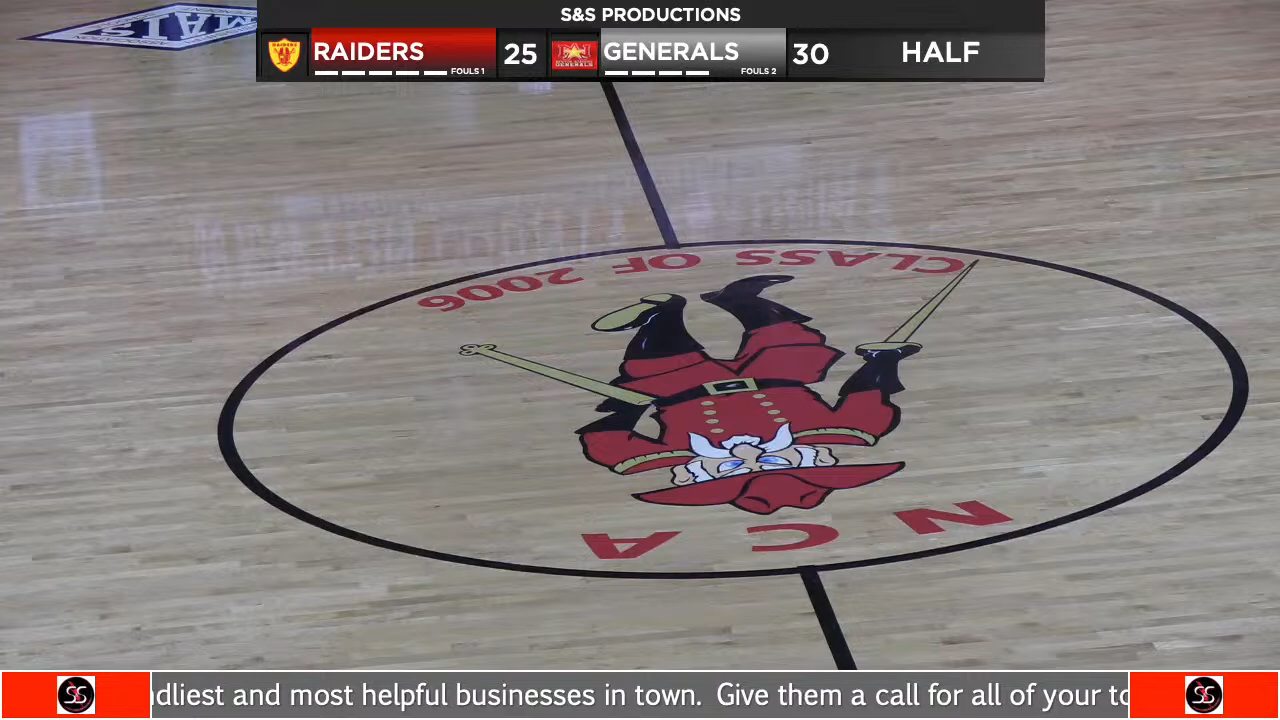 S&S PRODUCTIONS
RAIDERS 25 GENERALS 30 HALF
FOULS 1 FOULS 2
MAIS
CLASS OF 2006
N C A
dliest and most helpful businesses in town. Give them a call for all of your to